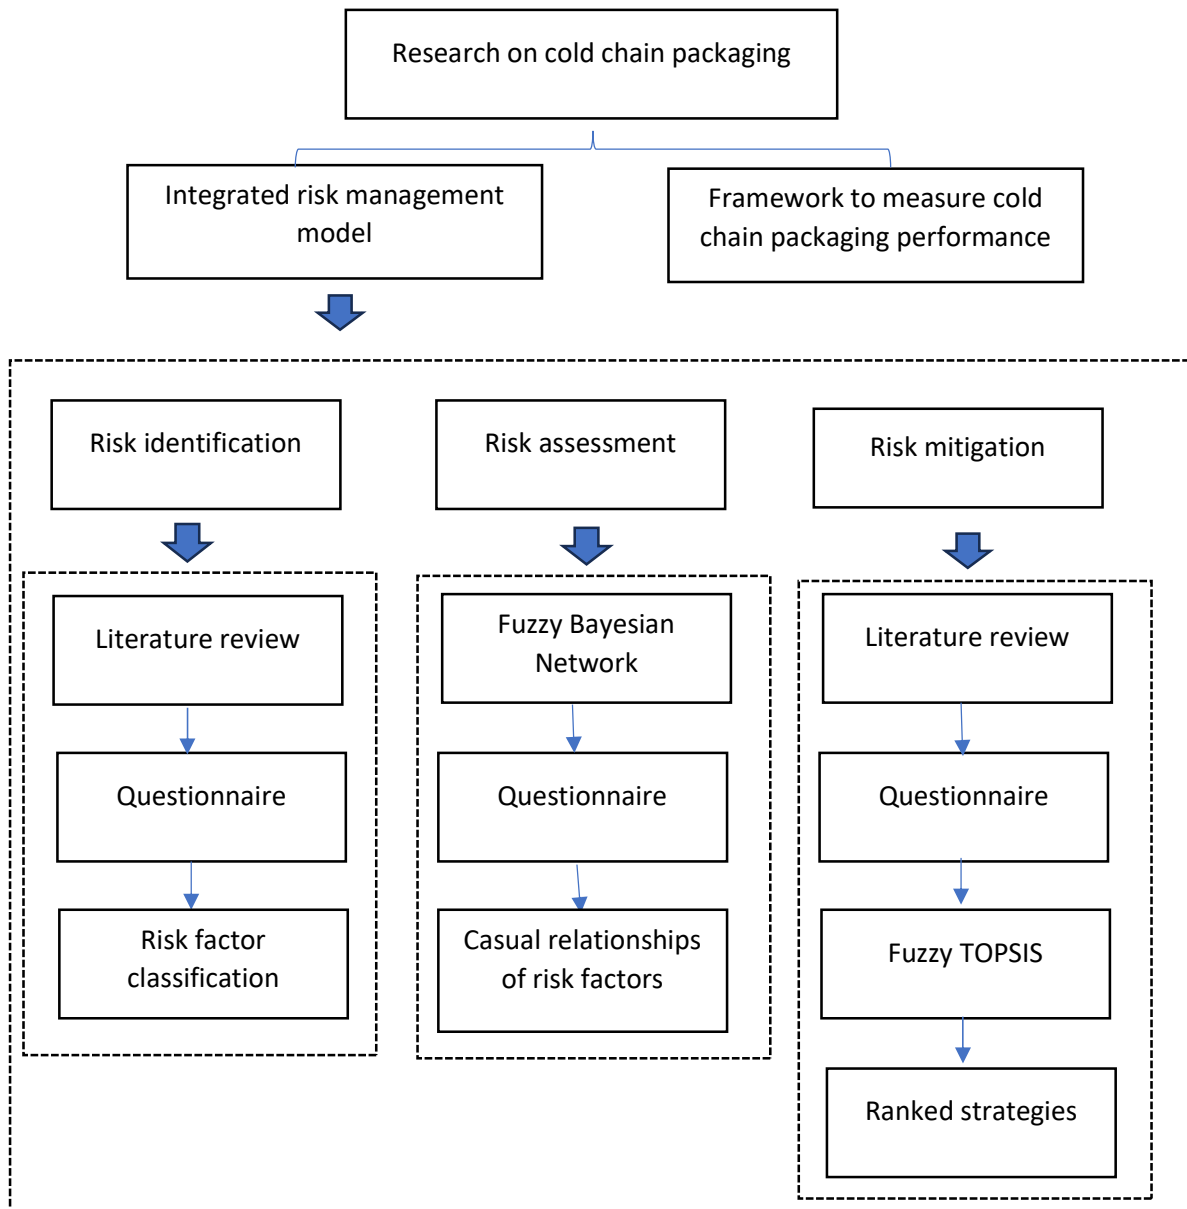 Research on cold chain packaging
Integrated risk management
model
Framework to measure cold
chain packaging performance
Risk identification
Risk assessment
Risk mitigation
Literature review
Questionnaire
Risk factor
classification
Fuzzy Bayesian
Network
Questionnaire
Casual relationships
of risk factors
Literature review
Questionnaire
Fuzzy TOPSIS
Ranked strategies